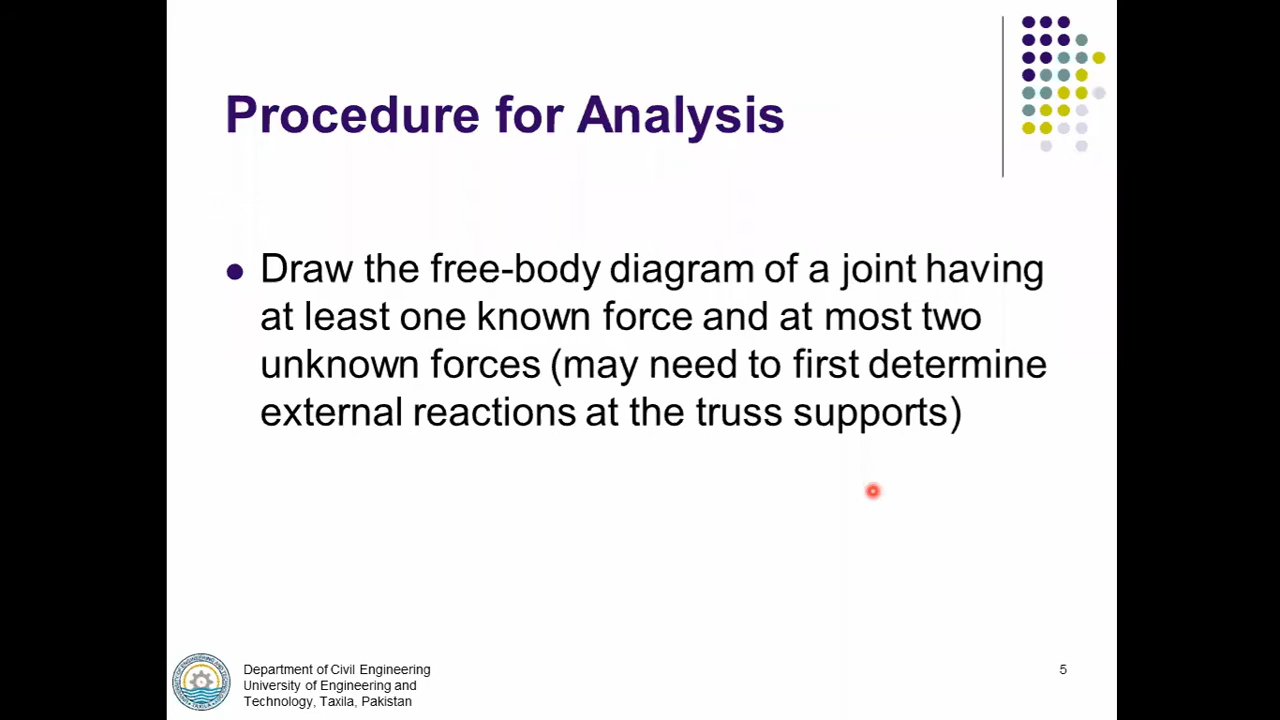 Procedure for Analysis
Draw the free-body diagram of a joint having
at least one known force and at most two
unknown forces (may need to first determine
external reactions at the truss supports)
Department of Civil Engineering
University of Engineering and
Technology, Taxila, Pakistan
5